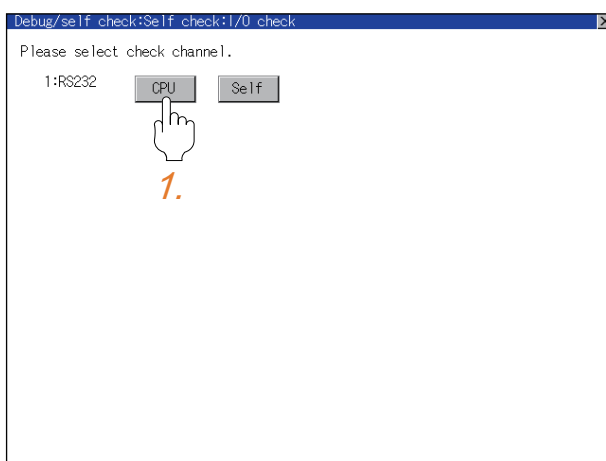 Debug/self check:Self check:I/O check
Please select check channel.
1:RS232 CPU Self
1.